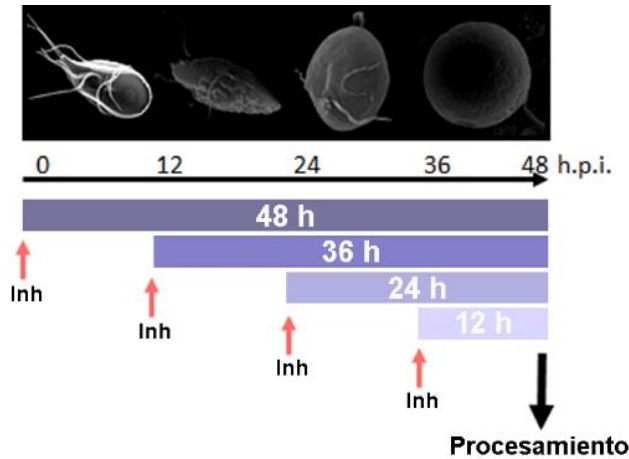 0 12 24 36 48 h.p.i.
48 h
36 h
Inh
24 h
Inh
12 h
Inh
Inh
Procesamiento